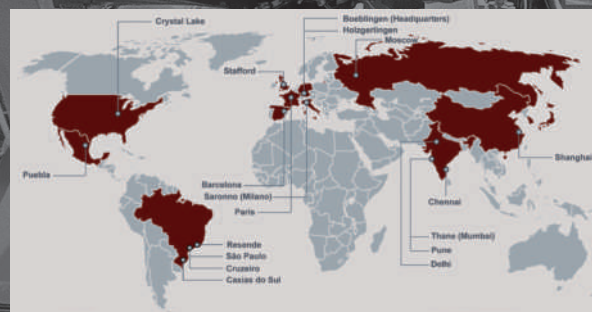 Crystal Lake
Boeblingen (Headquarters)
Holzgerlingen
Moscow
Stafford
Puebla
Barcelona
Saronno (Milano)
Paris
Shanghai
Chennai
Thane (Mumbai)
Pune
Delhi
Resende
São Paulo
Cruzeiro
Caxias do Sul